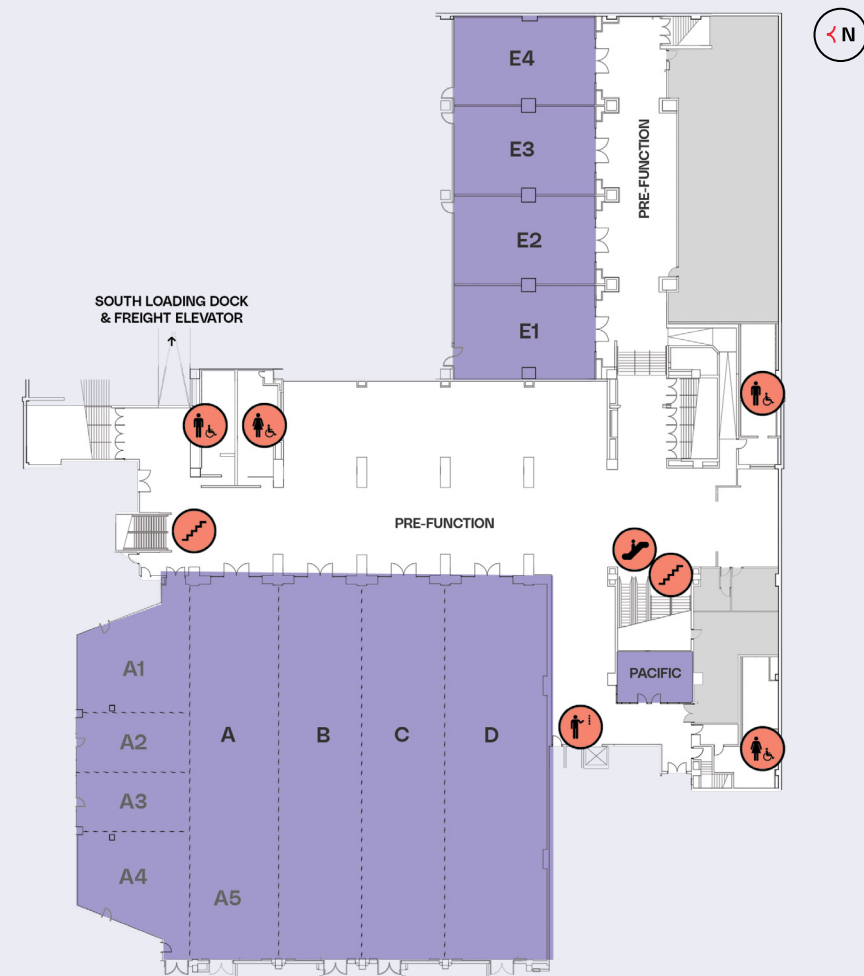 N
E4
E3
PRE-FUNCTION
E2
E1
SOUTH LOADING DOCK
& FREIGHT ELEVATOR
PRE-FUNCTION
A1
PACIFIC
A2
A
B
C
D
A3
A4
A5